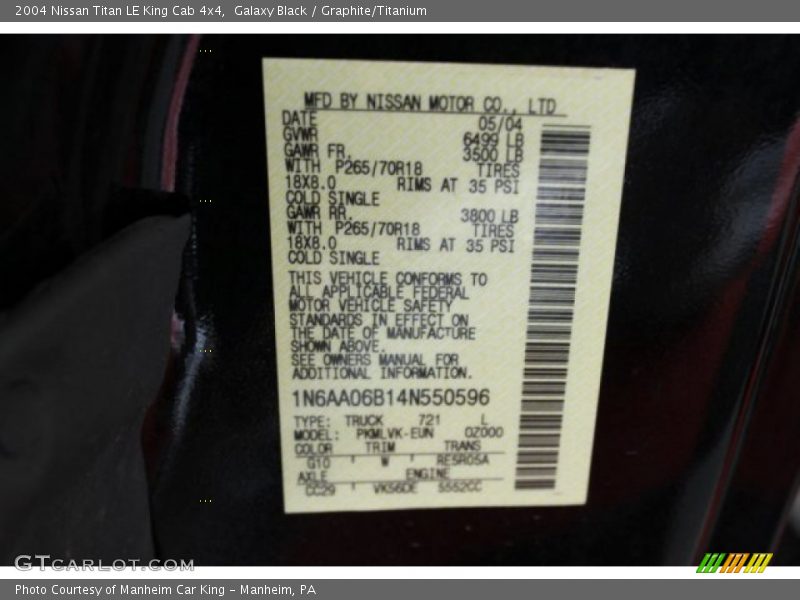 2004 Nissan Titan LE King Cab 4x4, Galaxy Black / Graphite/Titanium
MFD BY NISSAN MOTOR CO., LTD
DATE 05/04
GVWR 6499 LB
GAWR FR. 3500 LB
WITH P265/70R18 TIRES
18X8.0 RIMS AT 35 PSI
COLD SINGLE
GAWR RR. 3800 LB
WITH P265/70R18 TIRES
18X8.0 RIMS AT 35 PSI
COLD SINGLE
THIS VEHICLE CONFORMS TO
ALL APPLICABLE FEDERAL
MOTOR VEHICLE SAFETY
STANDARDS IN EFFECT ON
THE DATE OF MANUFACTURE
SHOWN ABOVE.
SEE OWNERS MANUAL FOR
ADDITIONAL INFORMATION.
1N6AA06B14N550596
TYPE: TRUCK 721 L
MODEL: PKMLVK-EUN 0Z000
COLOR TRIM TRANS
G10 W RE5R05A
AXLE ENGINE
CC29 VK56DE 5552CC
GTCARLOT.COM
Photo Courtesy of Manheim Car King – Manheim, PA